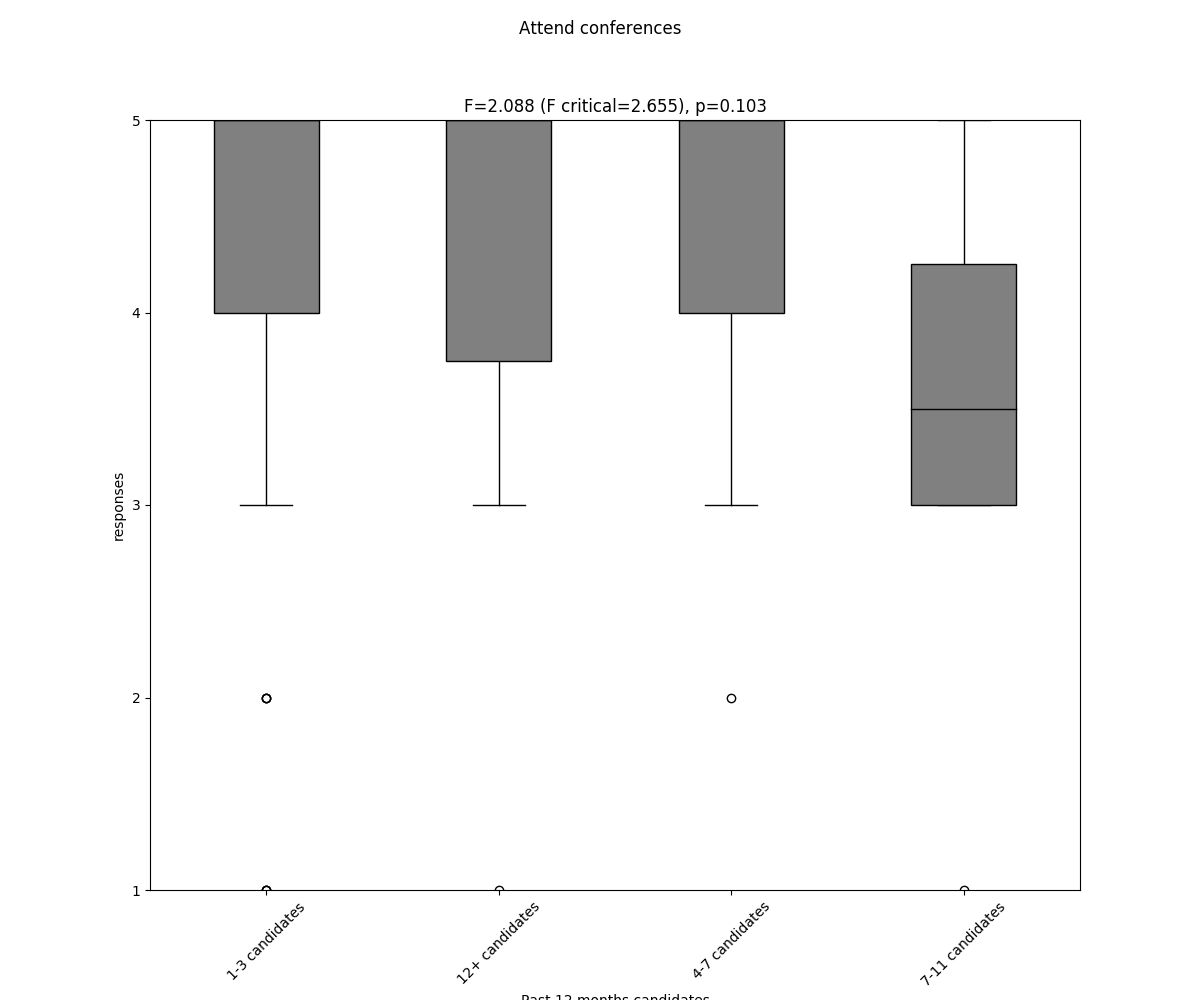 Attend conferences
F=2.088 (F critical=2.655), p=0.103
5
4
3
2
1
responses
1-3 candidates
12+ candidates
4-7 candidates
7-11 candidates
Past 12 months candidates